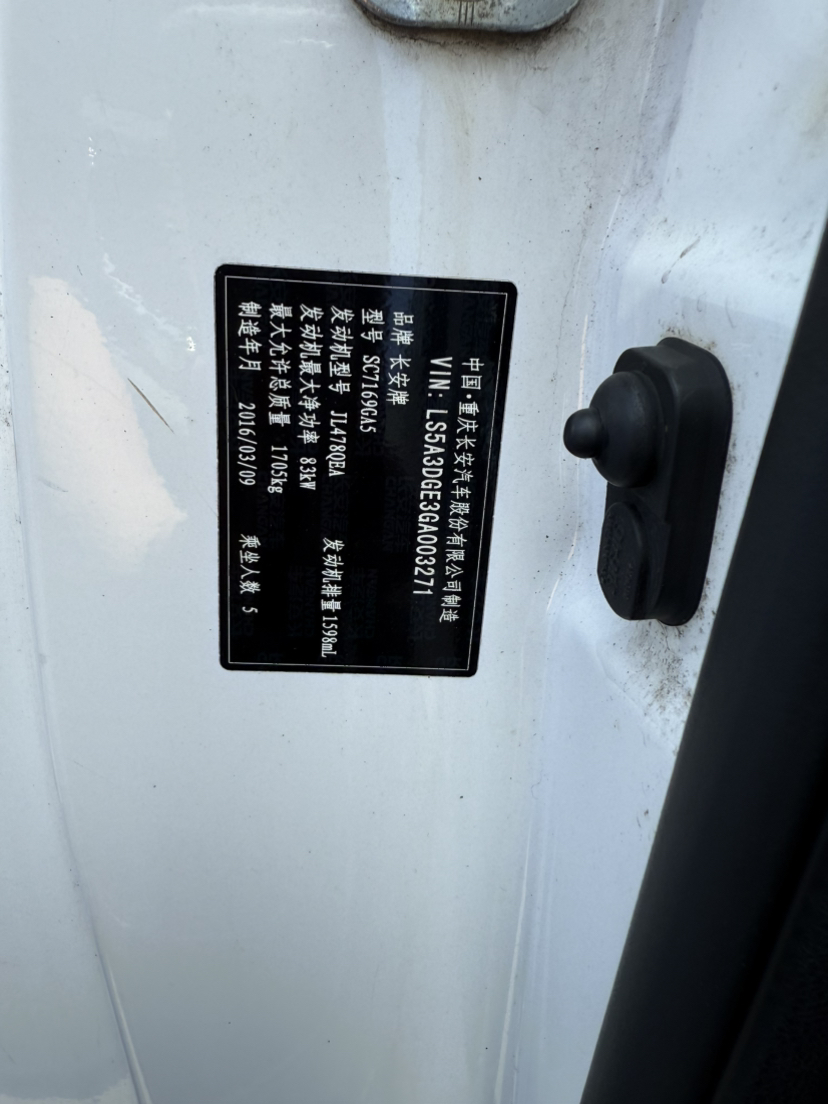 中国·重庆长安汽车股份有限公司制造
VIN: LS5A3DGE3GA003271
品牌 长安牌
型号 SC7169GA5
发动机型号 JL478QEA 发动机排量 1598mL
发动机最大净功率 83kW
最大允许总质量 1705kg
制造年月 2016/03/09 乘坐人数 5